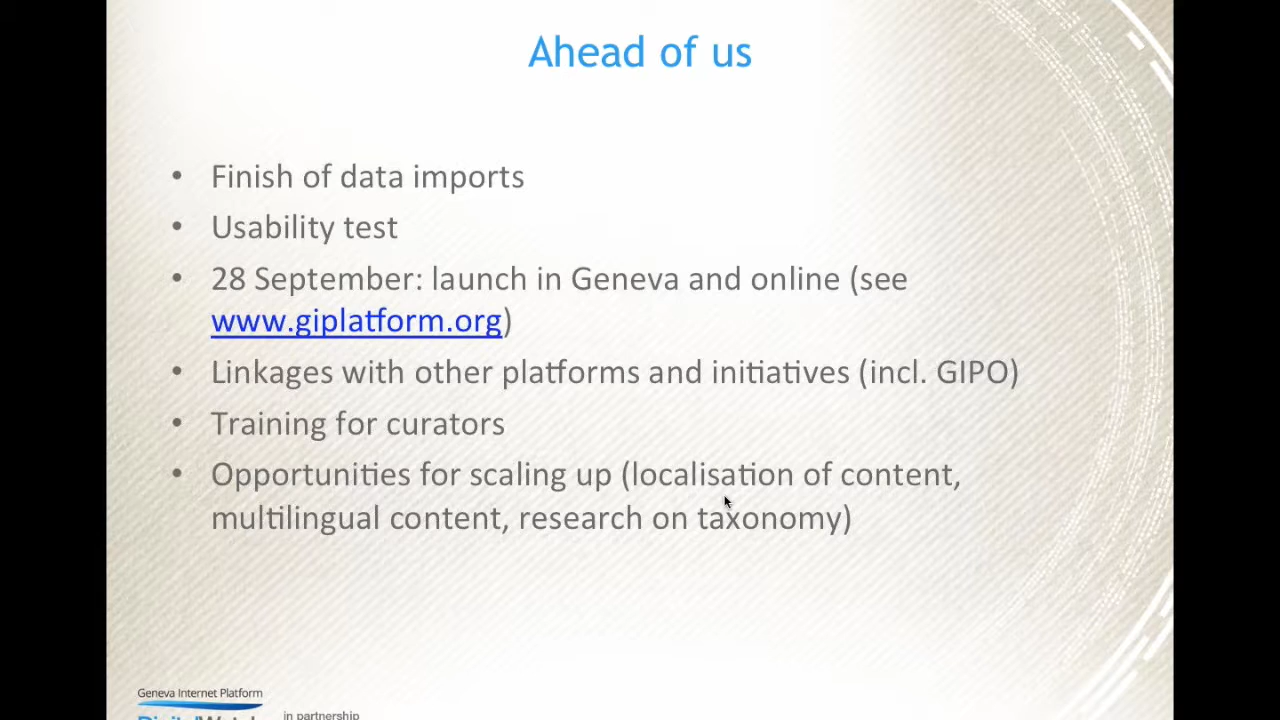 Ahead of us
• Finish of data imports
• Usability test
• 28 September: launch in Geneva and online (see
www.giplatform.org)
• Linkages with other platforms and initiatives (incl. GIPO)
• Training for curators
• Opportunities for scaling up (localisation of content,
multilingual content, research on taxonomy)
Geneva Internet Platform
in partnership